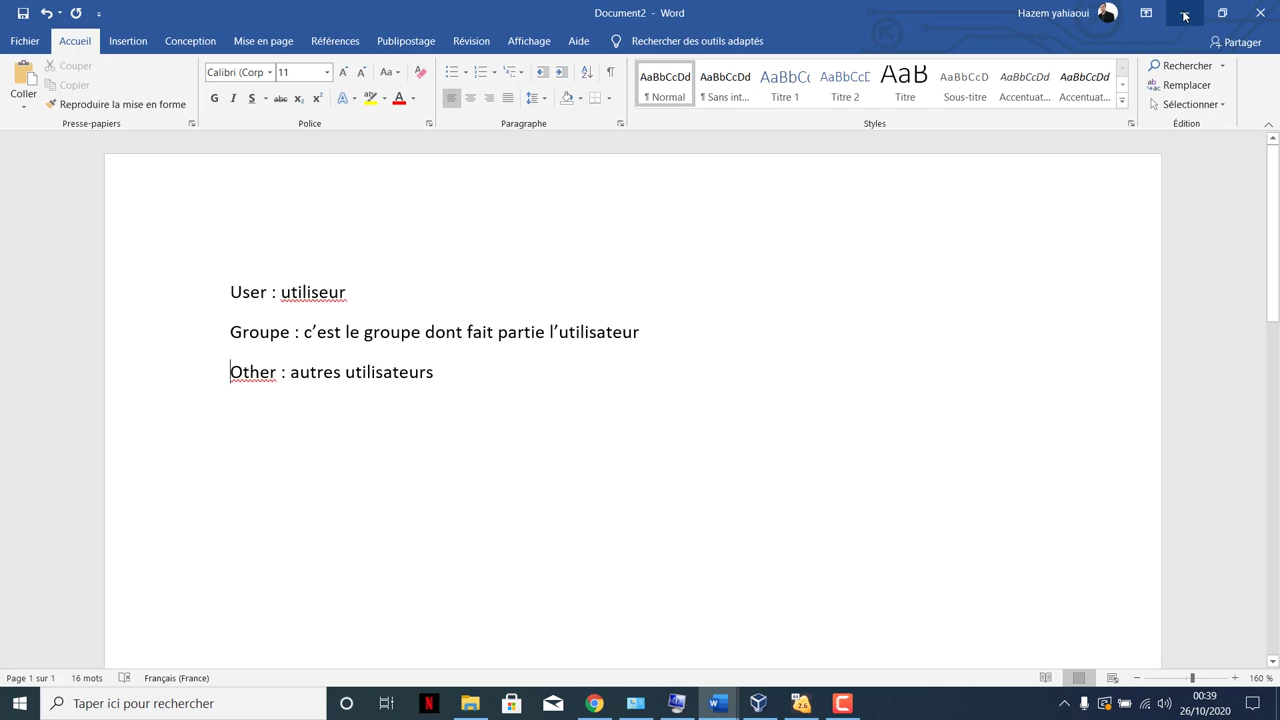 Document2 - Word
Hazem yahiaoui
Fichier Accueil Insertion Conception Mise en page Références Publipostage Révision Affichage Aide Rechercher des outils adaptés Partager
Coller
Couper
Copier
Reproduire la mise en forme
Presse-papiers
Calibri (Corp 11
G I S abc x₂ x² A A
Police
Paragraphe
AaBbCcDd AaBbCcDd AaBbCc AaBbCcE AaB AaBbCcD AaBbCcDd AaBbCcDd
¶ Normal ¶ Sans int... Titre 1 Titre 2 Titre Sous-titre Accentuat... Accentuat...
Styles
Rechercher
Remplacer
Sélectionner
Édition
User : utiliseur
Groupe : c’est le groupe dont fait partie l’utilisateur
Other : autres utilisateurs
Page 1 sur 1 16 mots Français (France) 160 %
Taper ici pour rechercher
00:39
26/10/2020